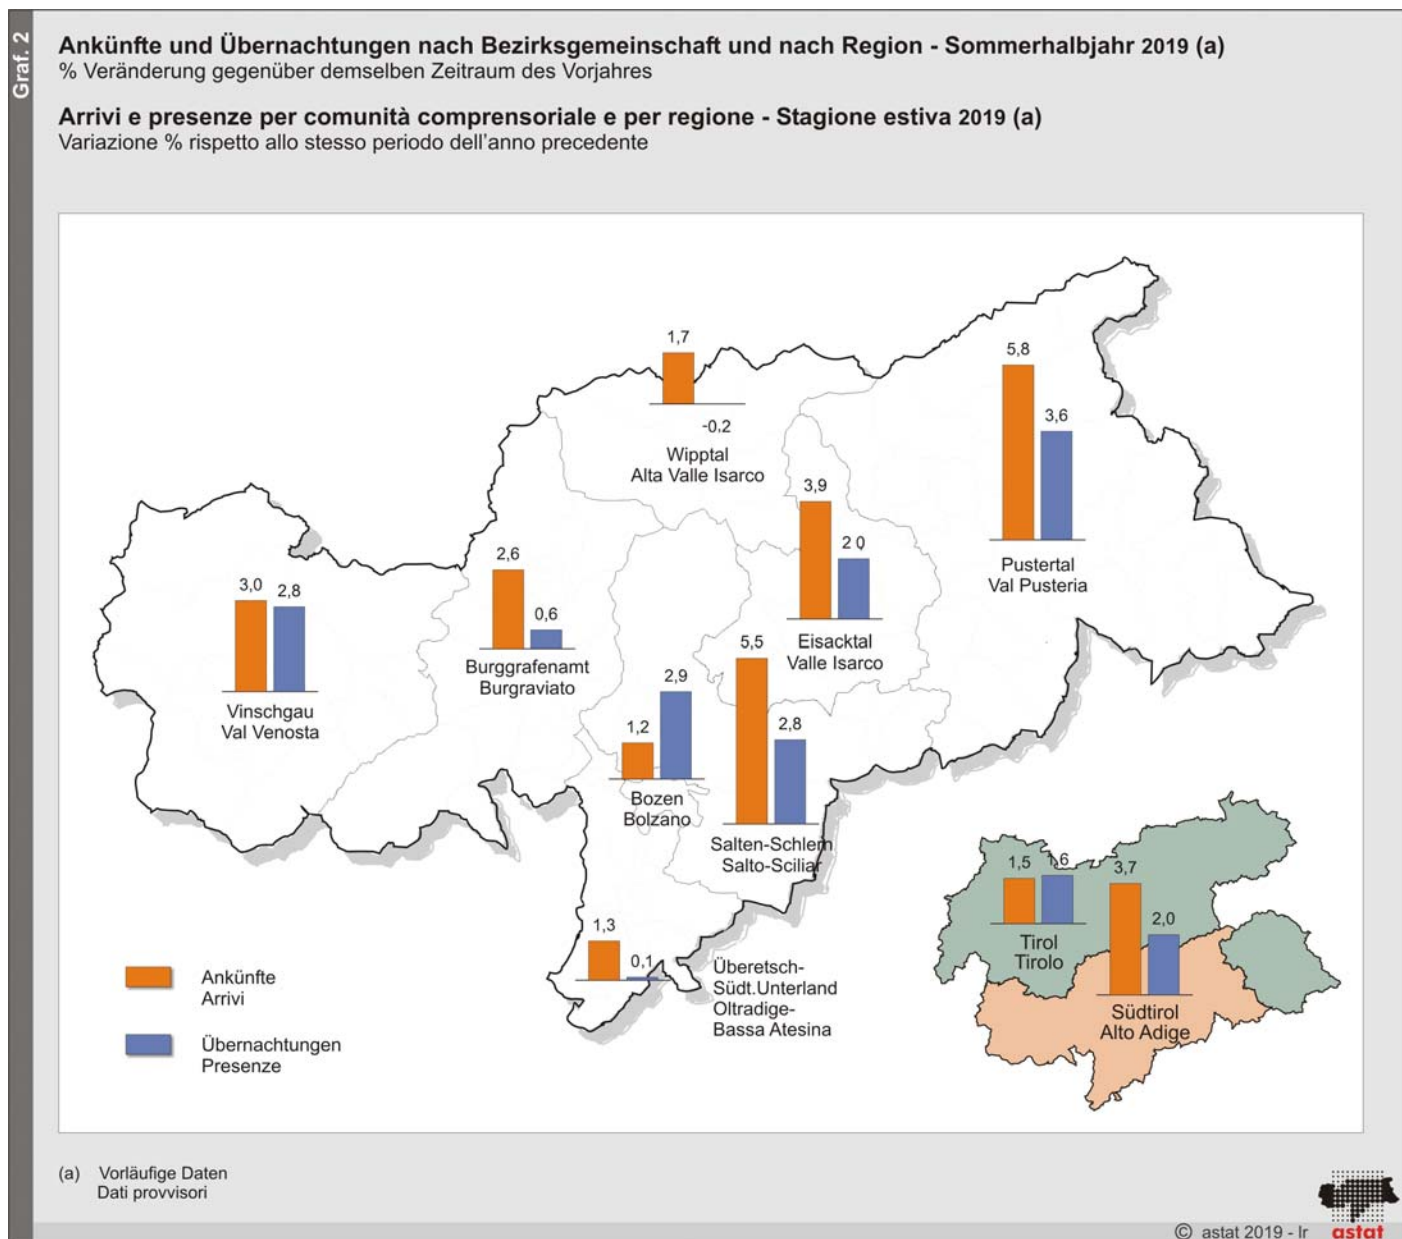 Graf. 2
Ankünfte und Übernachtungen nach Bezirksgemeinschaft und nach Region - Sommerhalbjahr 2019 (a)
% Veränderung gegenüber demselben Zeitraum des Vorjahres
Arrivi e presenze per comunità comprensoriale e per regione - Stagione estiva 2019 (a)
Variazione % rispetto allo stesso periodo dell'anno precedente
1,7
-0,2
Wipptal
Alta Valle Isarco
5,8
3,6
Pustertal
Val Pusteria
3,9
2 0
Eisacktal
Valle Isarco
2,6
0,6
Burggrafenamt
Burgraviato
3,0
2,8
Vinschgau
Val Venosta
1,2
2,9
Bozen
Bolzano
5,5
2,8
Salten-Schlern
Salto-Sciliar
1,3
0,1
Überetsch-
Südt.Unterland
Oltradige-
Bassa Atesina
1,5
1,6
Tirol
Tirolo
3,7
2,0
Südtirol
Alto Adige
Ankünfte
Arrivi
Übernachtungen
Presenze
(a) Vorläufige Daten
Dati provvisori
© astat 2019 - lr
astat